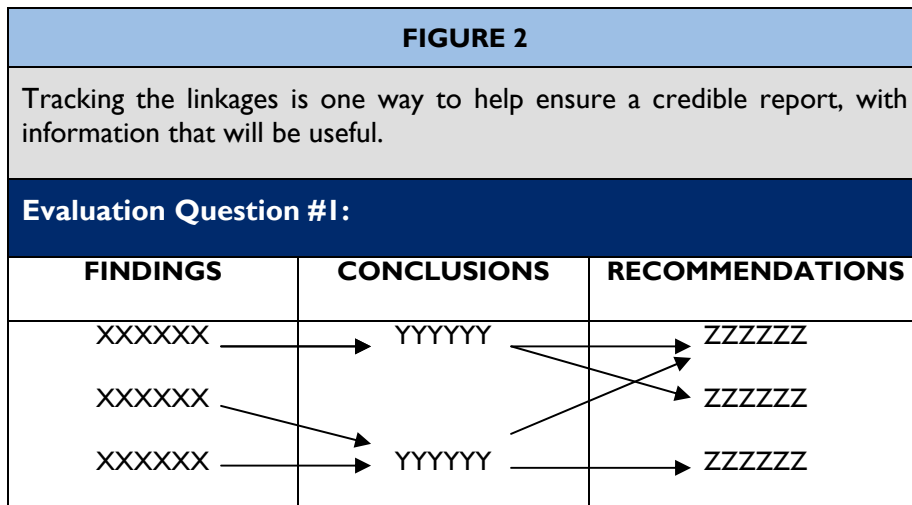 FIGURE 2
Tracking the linkages is one way to help ensure a credible report, with
information that will be useful.
Evaluation Question #1:
FINDINGS CONCLUSIONS RECOMMENDATIONS
XXXXXX YYYYYY ZZZZZZ
XXXXXX ZZZZZZ
XXXXXX YYYYYY ZZZZZZ